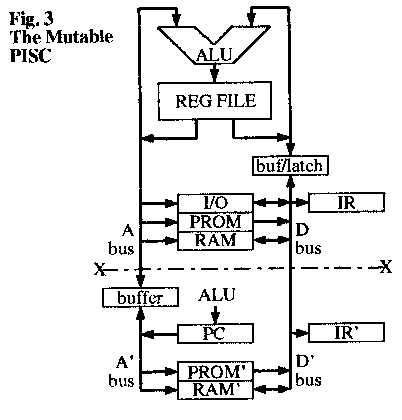 Fig. 3
The Mutable
PISC
ALU
REG FILE
buf/latch
I/O
IR
PROM
A
D
RAM
bus
bus
X
X
buffer
ALU
PC
IR'
A'
D'
bus
PROM'
bus
RAM'